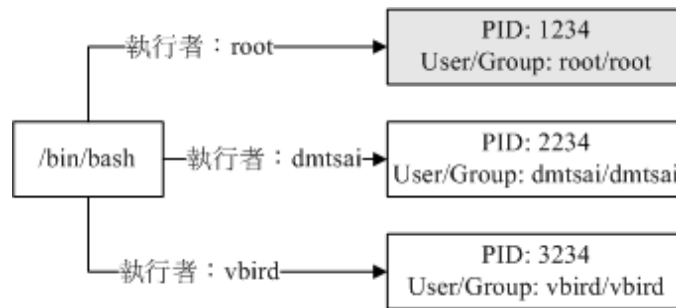 執行者：root
PID: 1234
User/Group: root/root
/bin/bash
執行者：dmtsai
PID: 2234
User/Group: dmtsai/dmtsai
執行者：vbird
PID: 3234
User/Group: vbird/vbird